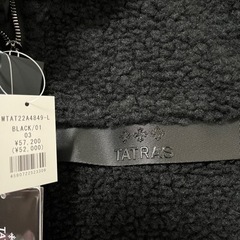 MTAT22A4849-L
BLACK/01
03
¥57,200
(¥52,000)
TATRAS